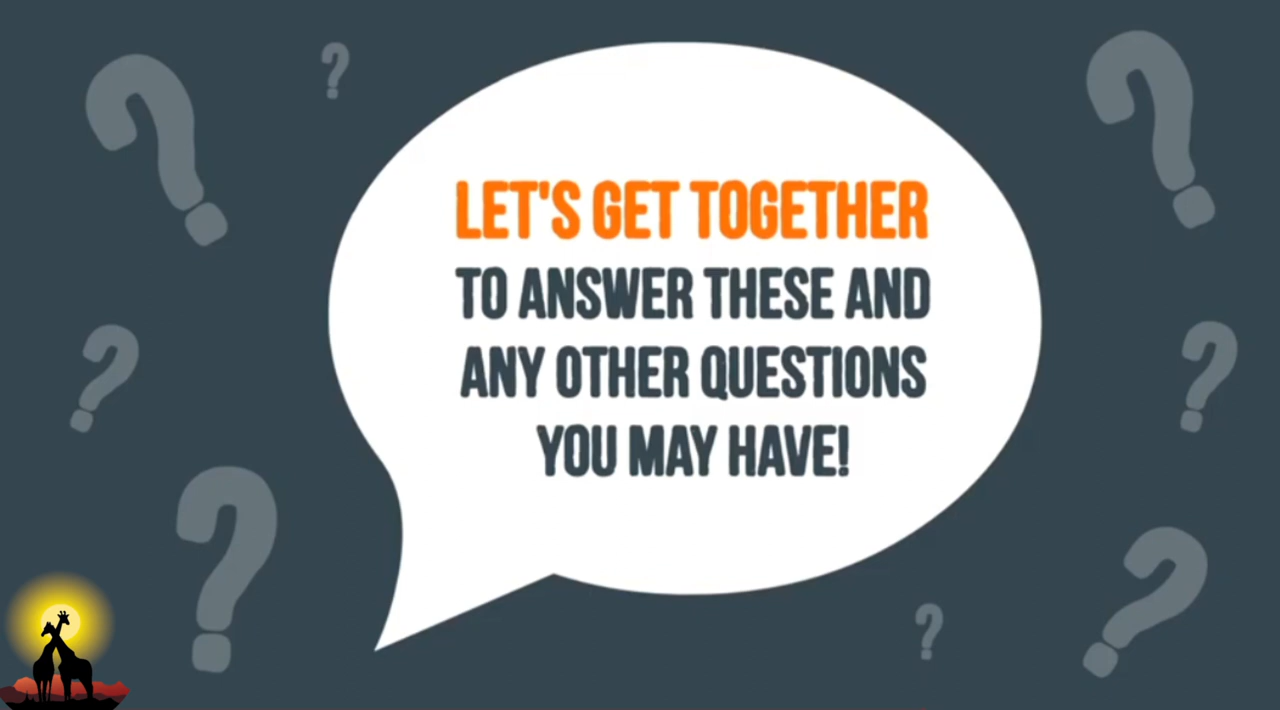 LET'S GET TOGETHER
TO ANSWER THESE AND
ANY OTHER QUESTIONS
YOU MAY HAVE!